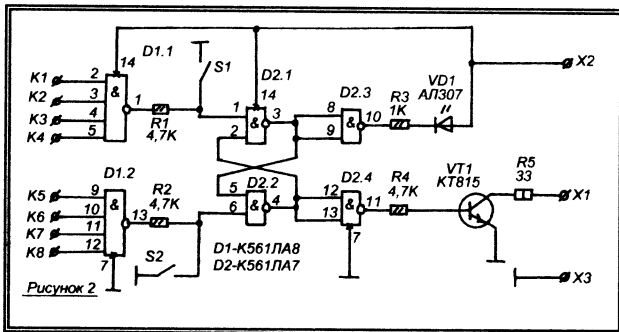 D1.1
14
K1
2
K2
3
K3
4
K4
5
&
1
R1
4,7K
S1
D2.1
14
1
2
&
3
D2.3
8
9
&
10
R3
1K
VD1
АЛ307
X2
D1.2
K5
9
K6
10
K7
11
K8
12
&
13
7
R2
4,7K
S2
D2.2
5
6
&
4
D2.4
12
13
&
11
7
R4
4,7K
VT1
КТ815
R5
33
X1
X3
D1-К561ЛА8
D2-К561ЛА7
Рисунок 2